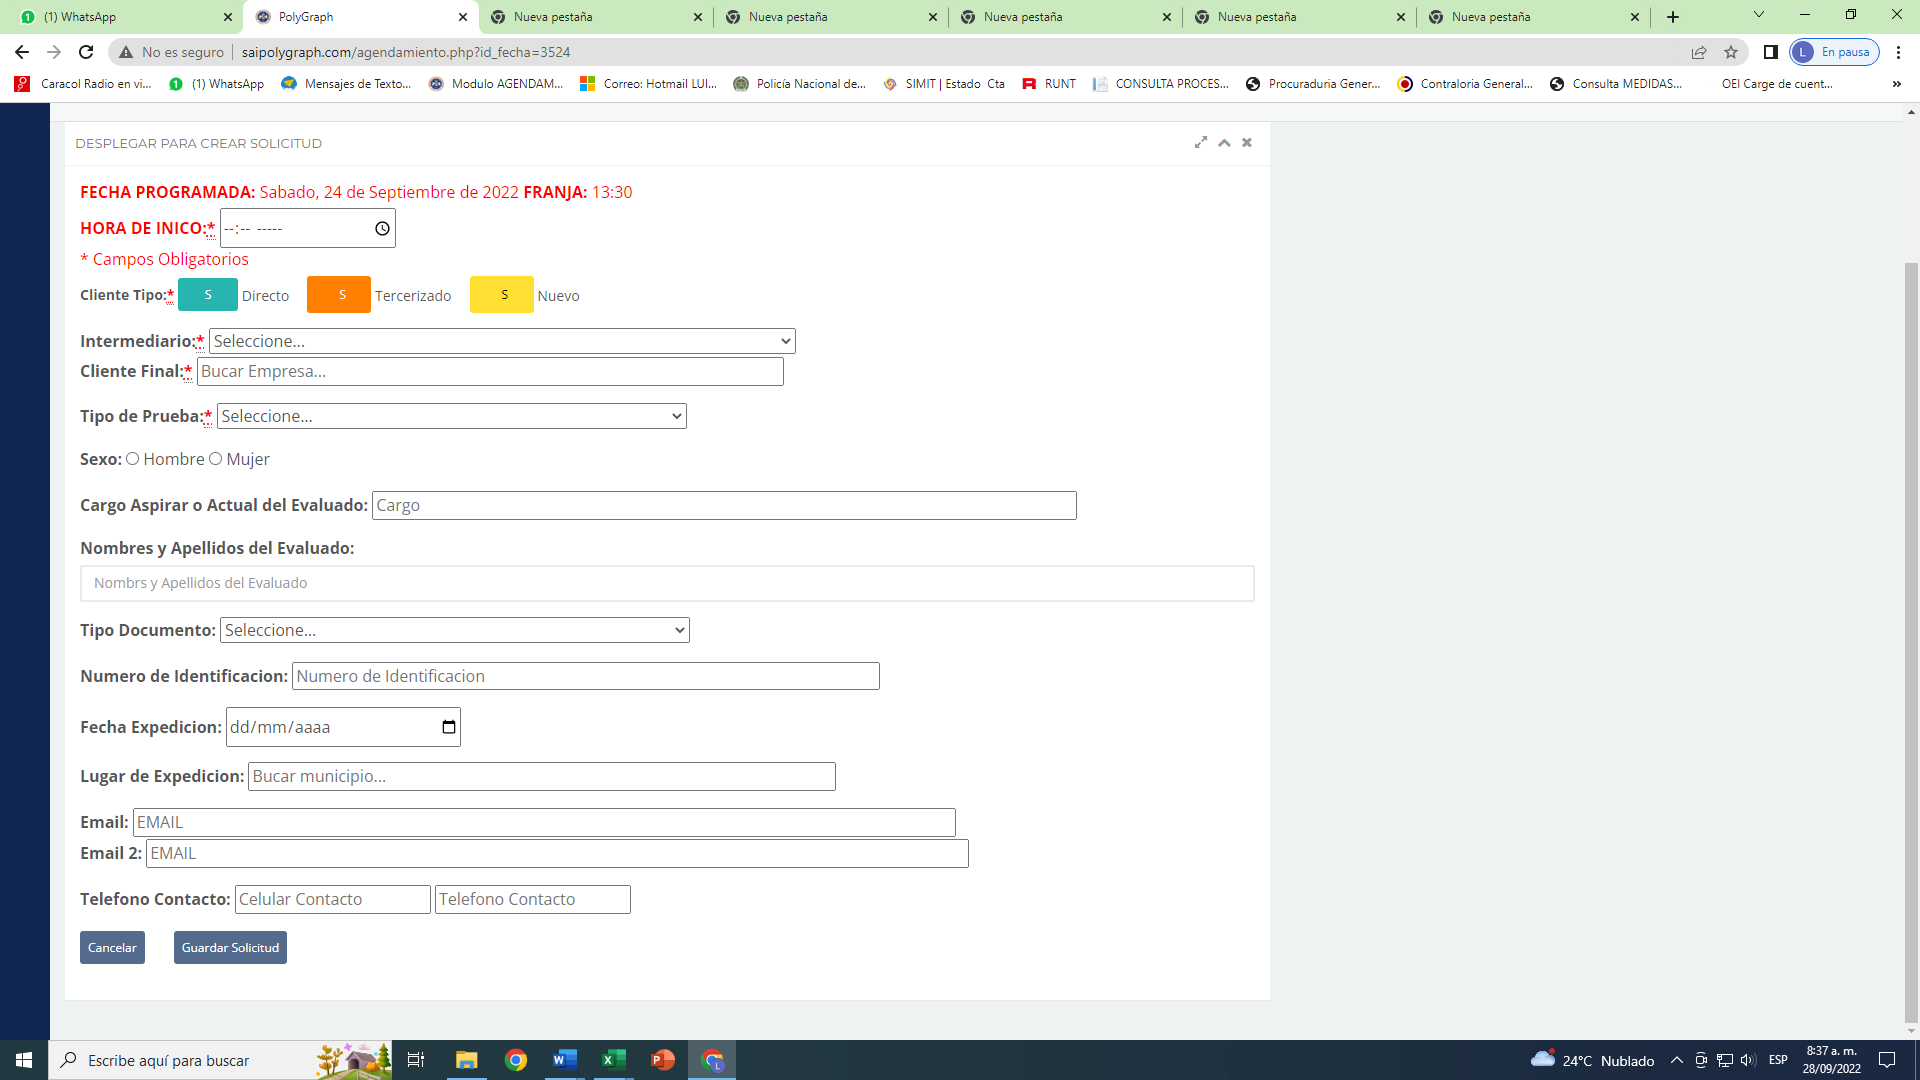 (1) WhatsApp
PolyGraph
Nueva pestaña
Nueva pestaña
Nueva pestaña
Nueva pestaña
Nueva pestaña
No es seguro
saipolygraph.com/agendamiento.php?id_fecha=3524
L En pausa
Caracol Radio en vi...
(1) WhatsApp
Mensajes de Texto...
Modulo AGENDAM...
Correo: Hotmail LUI...
Policía Nacional de...
SIMIT | Estado Cta
RUNT
CONSULTA PROCES...
Procuraduria Gener...
Contraloria General...
Consulta MEDIDAS...
OEI Carge de cuent...
»
DESPLEGAR PARA CREAR SOLICITUD
FECHA PROGRAMADA: Sabado, 24 de Septiembre de 2022 FRANJA: 13:30
HORA DE INICO:* --:-- -----
* Campos Obligatorios
Cliente Tipo:* S Directo S Tercerizado S Nuevo
Intermediario:* Seleccione...
Cliente Final:* Bucar Empresa...
Tipo de Prueba:* Seleccione...
Sexo: Hombre Mujer
Cargo Aspirar o Actual del Evaluado: Cargo
Nombres y Apellidos del Evaluado:
Nombrs y Apellidos del Evaluado
Tipo Documento: Seleccione...
Numero de Identificacion: Numero de Identificacion
Fecha Expedicion: dd/mm/aaaa
Lugar de Expedicion: Bucar municipio...
Email: EMAIL
Email 2: EMAIL
Telefono Contacto: Celular Contacto Telefono Contacto
Cancelar
Guardar Solicitud
Escribe aquí para buscar
24°C Nublado
ESP
8:37 a. m.
28/09/2022